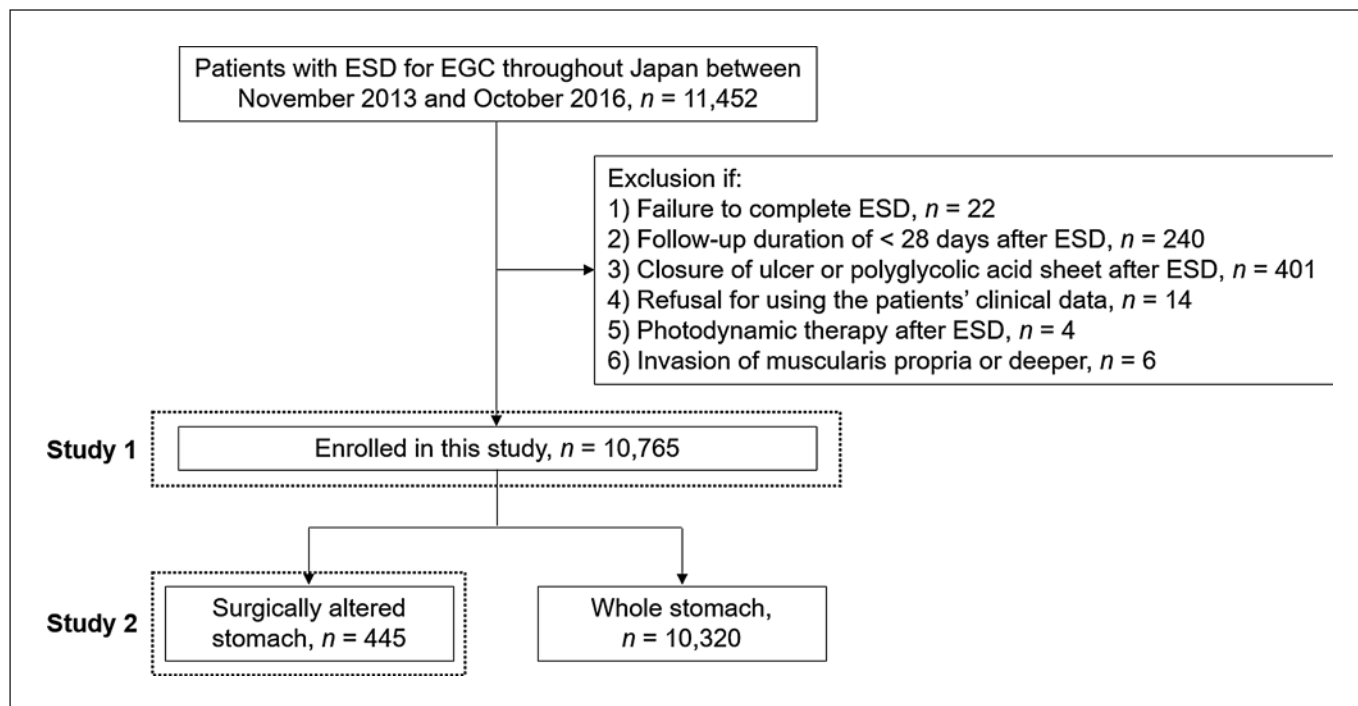 Patients with ESD for EGC throughout Japan between
November 2013 and October 2016, n = 11,452
Exclusion if:
1) Failure to complete ESD, n = 22
2) Follow-up duration of < 28 days after ESD, n = 240
3) Closure of ulcer or polyglycolic acid sheet after ESD, n = 401
4) Refusal for using the patients’ clinical data, n = 14
5) Photodynamic therapy after ESD, n = 4
6) Invasion of muscularis propria or deeper, n = 6
Study 1
Enrolled in this study, n = 10,765
Study 2
Surgically altered
stomach, n = 445
Whole stomach,
n = 10,320